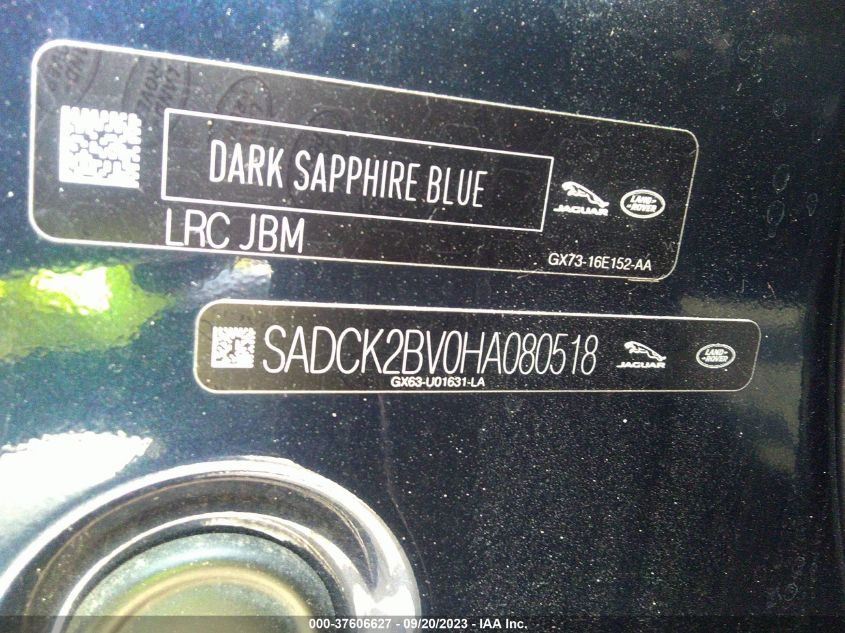 DARK SAPPHIRE BLUE
JAGUAR
LAND-
-ROVER
LRC JBM
GX73-16E152-AA
SADCK2BV0HA080518
GX63-U01631-LA
JAGUAR
LAND-
-ROVER
000-37606627 - 09/20/2023 - IAA Inc.